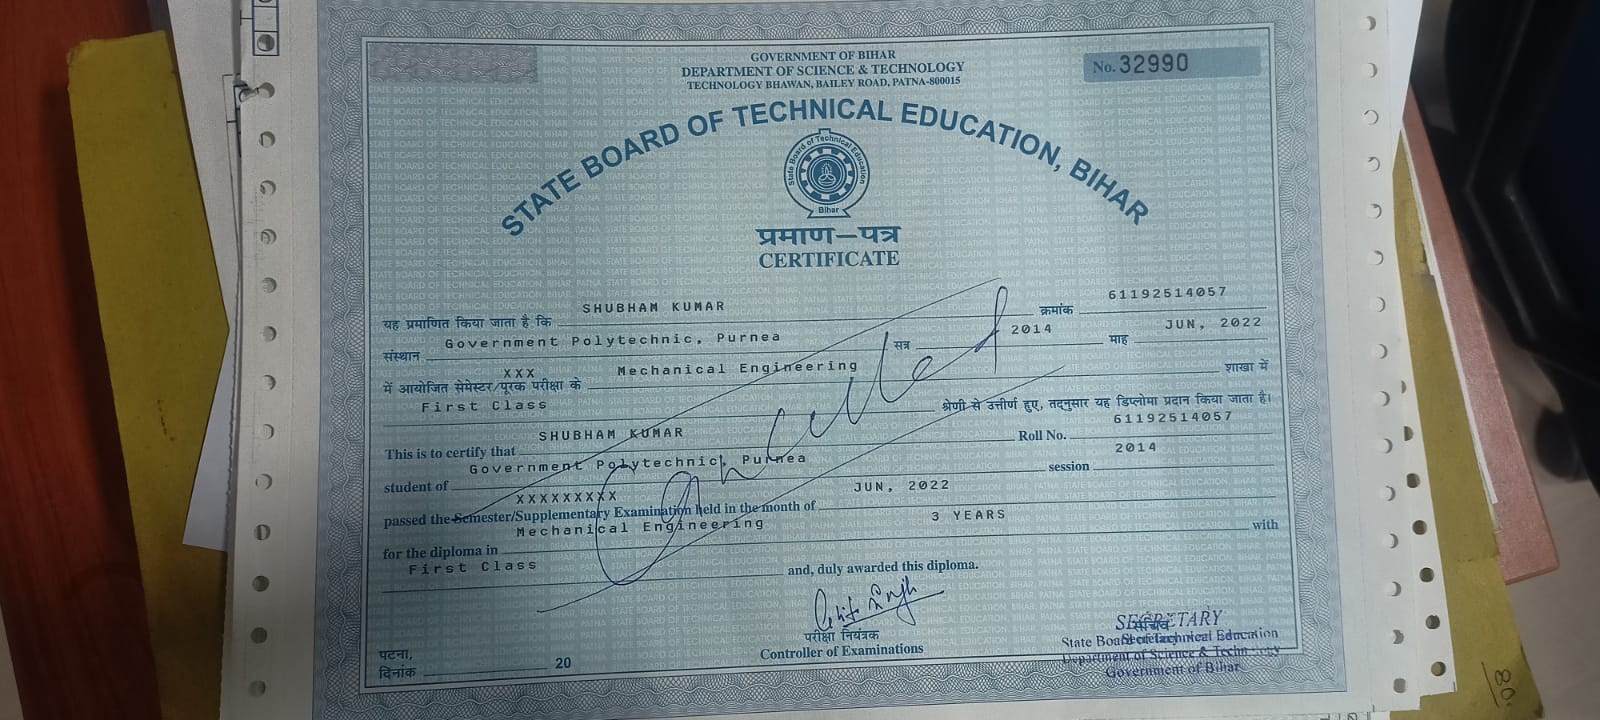 GOVERNMENT OF BIHAR
DEPARTMENT OF SCIENCE & TECHNOLOGY
TECHNOLOGY BHAWAN, BAILEY ROAD, PATNA-800015
No. 32990
STATE BOARD OF TECHNICAL EDUCATION, BIHAR
State Board of Technical Education
Bihar
प्रमाण-पत्र
CERTIFICATE
यह प्रमाणित किया जाता है कि SHUBHAM KUMAR क्रमांक 61192514057
संस्थान Government Polytechnic, Purnea सत्र 2014 माह JUN, 2022
में आयोजित सेमेस्टर/पूरक परीक्षा के XXX Mechanical Engineering शाखा में
First Class श्रेणी से उत्तीर्ण हुए, तद्नुसार यह डिप्लोमा प्रदान किया जाता है।
This is to certify that SHUBHAM KUMAR Roll No. 61192514057
student of Government Polytechnic, Purnea session 2014
passed the Semester/Supplementary Examination held in the month of XXXXXXXXX JUN, 2022
for the diploma in Mechanical Engineering 3 YEARS with
First Class and, duly awarded this diploma.
Cancelled
परीक्षा नियंत्रक
Controller of Examinations
सचिव
Secretary
SECRETARY
State Board of Technical Education
Department of Science & Technology
Government of Bihar
पटना,
दिनांक 20